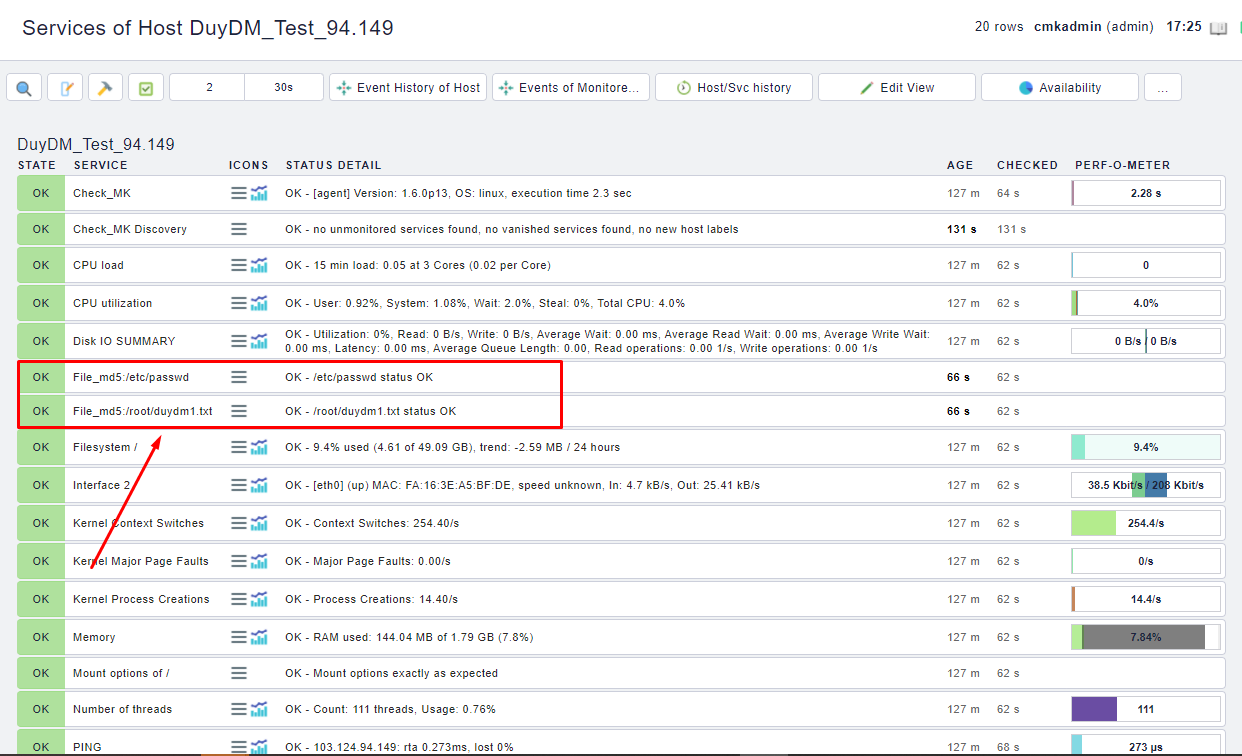 Services of Host DuyDM_Test_94.149
20 rows cmkadmin (admin) 17:25
2 30s Event History of Host Events of Monitore... Host/Svc history Edit View Availability ...
DuyDM_Test_94.149
STATE SERVICE ICONS STATUS DETAIL AGE CHECKED PERF-O-METER
OK Check_MK OK - [agent] Version: 1.6.0p13, OS: linux, execution time 2.3 sec 127 m 64 s 2.28 s
OK Check_MK Discovery OK - no unmonitored services found, no vanished services found, no new host labels 131 s 131 s
OK CPU load OK - 15 min load: 0.05 at 3 Cores (0.02 per Core) 127 m 62 s 0
OK CPU utilization OK - User: 0.92%, System: 1.08%, Wait: 2.0%, Steal: 0%, Total CPU: 4.0% 127 m 62 s 4.0%
OK Disk IO SUMMARY OK - Utilization: 0%, Read: 0 B/s, Write: 0 B/s, Average Wait: 0.00 ms, Average Read Wait: 0.00 ms, Average Write Wait:
0.00 ms, Latency: 0.00 ms, Average Queue Length: 0.00, Read operations: 0.00 1/s, Write operations: 0.00 1/s 127 m 62 s 0 B/s / 0 B/s
OK File_md5:/etc/passwd OK - /etc/passwd status OK 66 s 62 s
OK File_md5:/root/duydm1.txt OK - /root/duydm1.txt status OK 66 s 62 s
OK Filesystem / OK - 9.4% used (4.61 of 49.09 GB), trend: -2.59 MB / 24 hours 127 m 62 s 9.4%
OK Interface 2 OK - [eth0] (up) MAC: FA:16:3E:A5:BF:DE, speed unknown, In: 4.7 kB/s, Out: 25.41 kB/s 127 m 62 s 38.5 Kbit/s / 208 Kbit/s
OK Kernel Context Switches OK - Context Switches: 254.40/s 127 m 62 s 254.4/s
OK Kernel Major Page Faults OK - Major Page Faults: 0.00/s 127 m 62 s 0/s
OK Kernel Process Creations OK - Process Creations: 14.40/s 127 m 62 s 14.4/s
OK Memory OK - RAM used: 144.04 MB of 1.79 GB (7.8%) 127 m 62 s 7.84%
OK Mount options of / OK - Mount options exactly as expected 127 m 62 s
OK Number of threads OK - Count: 111 threads, Usage: 0.76% 127 m 62 s 111
OK PING OK - 103.124.94.149: rta 0.273ms, lost 0% 127 m 68 s 273 µs